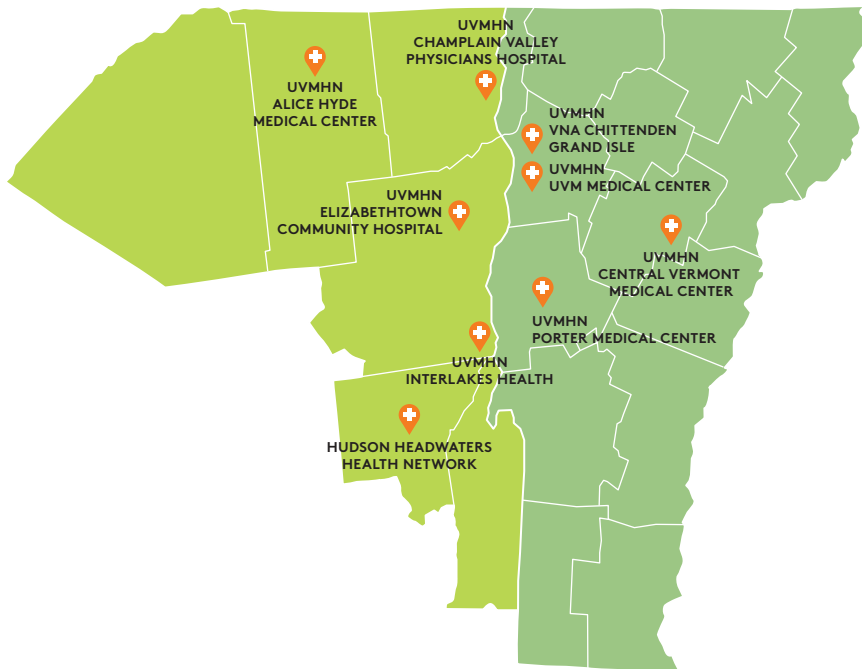 UVMHN
CHAMPLAIN VALLEY
PHYSICIANS HOSPITAL
UVMHN
ALICE HYDE
MEDICAL CENTER
UVMHN
VNA CHITTENDEN
GRAND ISLE
UVMHN
UVM MEDICAL CENTER
UVMHN
ELIZABETHTOWN
COMMUNITY HOSPITAL
UVMHN
CENTRAL VERMONT
MEDICAL CENTER
UVMHN
PORTER MEDICAL CENTER
UVMHN
INTERLAKES HEALTH
HUDSON HEADWATERS
HEALTH NETWORK